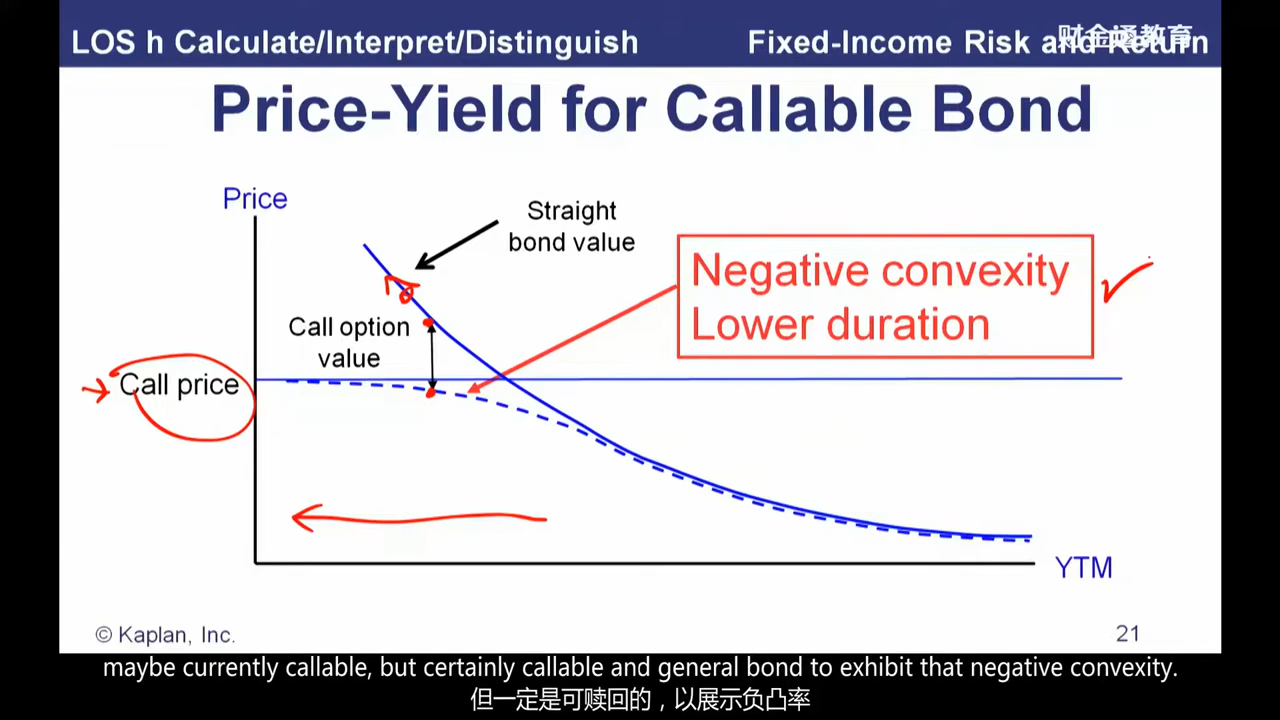 LOS h Calculate/Interpret/Distinguish
Fixed-Income Risk and Return
财金通教育
Price-Yield for Callable Bond
Price
Straight
bond value
Negative convexity
Lower duration
Call option
value
Call price
YTM
© Kaplan, Inc.
21
maybe currently callable, but certainly callable and general bond to exhibit that negative convexity.
但一定是可赎回的，以展示负凸率